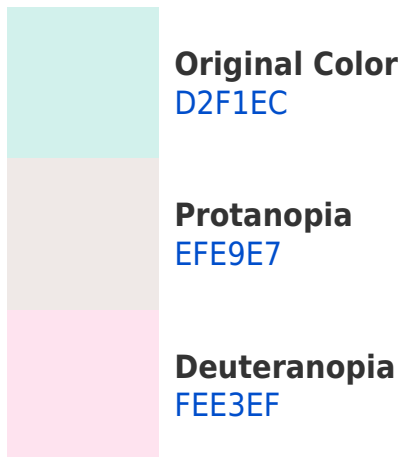 Original Color
D2F1EC
Protanopia
EFE9E7
Deuteranopia
FEE3EF